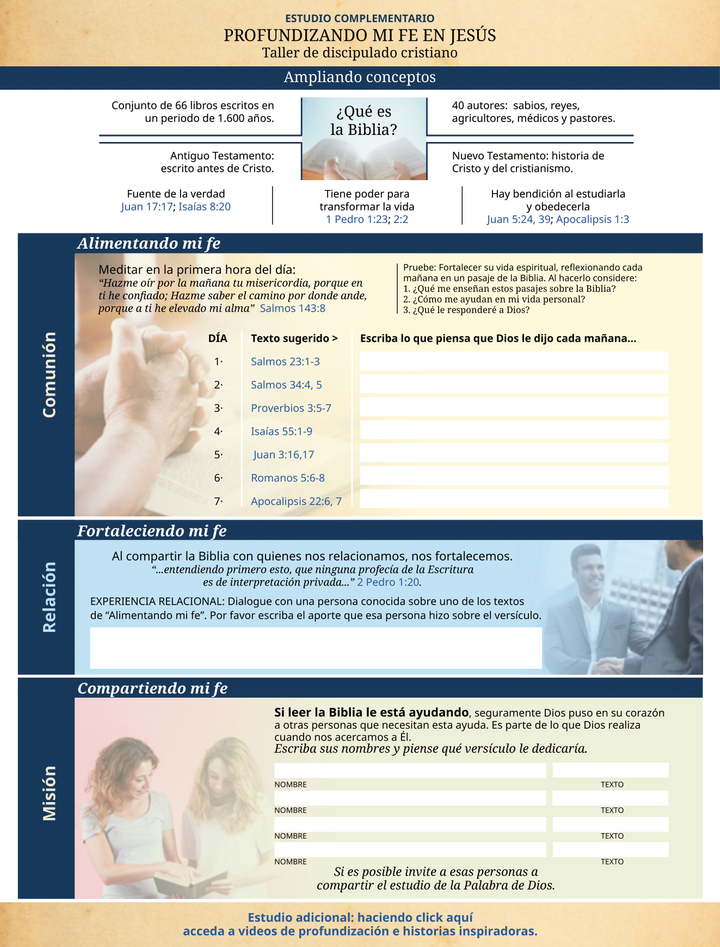 ESTUDIO COMPLEMENTARIO
PROFUNDIZANDO MI FE EN JESÚS
Taller de discipulado cristiano
Ampliando conceptos
Conjunto de 66 libros escritos en
un periodo de 1.600 años.
¿Qué es
la Biblia?
40 autores: sabios, reyes,
agricultores, médicos y pastores.
Antiguo Testamento:
escrito antes de Cristo.
Nuevo Testamento: historia de
Cristo y del cristianismo.
Fuente de la verdad
Juan 17:17; Isaías 8:20
Tiene poder para
transformar la vida
1 Pedro 1:23; 2:2
Hay bendición al estudiarla
y obedecerla
Juan 5:24, 39; Apocalipsis 1:3
Comunión
Alimentando mi fe
Meditar en la primera hora del día:
“Hazme oír por la mañana tu misericordia, porque en
ti he confiado; Hazme saber el camino por donde ande,
porque a ti he elevado mi alma” Salmos 143:8
Pruebe: Fortalecer su vida espiritual, reflexionando cada
mañana en un pasaje de la Biblia. Al hacerlo considere:
1. ¿Qué me enseñan estos pasajes sobre la Biblia?
2. ¿Cómo me ayudan en mi vida personal?
3. ¿Qué le responderé a Dios?
DÍA Texto sugerido > Escriba lo que piensa que Dios le dijo cada mañana...
1· Salmos 23:1-3
2· Salmos 34:4, 5
3· Proverbios 3:5-7
4· Isaías 55:1-9
5· Juan 3:16,17
6· Romanos 5:6-8
7· Apocalipsis 22:6, 7
Relación
Fortaleciendo mi fe
Al compartir la Biblia con quienes nos relacionamos, nos fortalecemos.
“...entendiendo primero esto, que ninguna profecía de la Escritura
es de interpretación privada...” 2 Pedro 1:20.
EXPERIENCIA RELACIONAL: Dialogue con una persona conocida sobre uno de los textos
de “Alimentando mi fe”. Por favor escriba el aporte que esa persona hizo sobre el versículo.
Misión
Compartiendo mi fe
Si leer la Biblia le está ayudando, seguramente Dios puso en su corazón
a otras personas que necesitan esta ayuda. Es parte de lo que Dios realiza
cuando nos acercamos a Él.
Escriba sus nombres y piense qué versículo le dedicaría.
NOMBRE TEXTO
NOMBRE TEXTO
NOMBRE TEXTO
NOMBRE TEXTO
Si es posible invite a esas personas a
compartir el estudio de la Palabra de Dios.
Estudio adicional: haciendo click aquí
acceda a videos de profundización e historias inspiradoras.